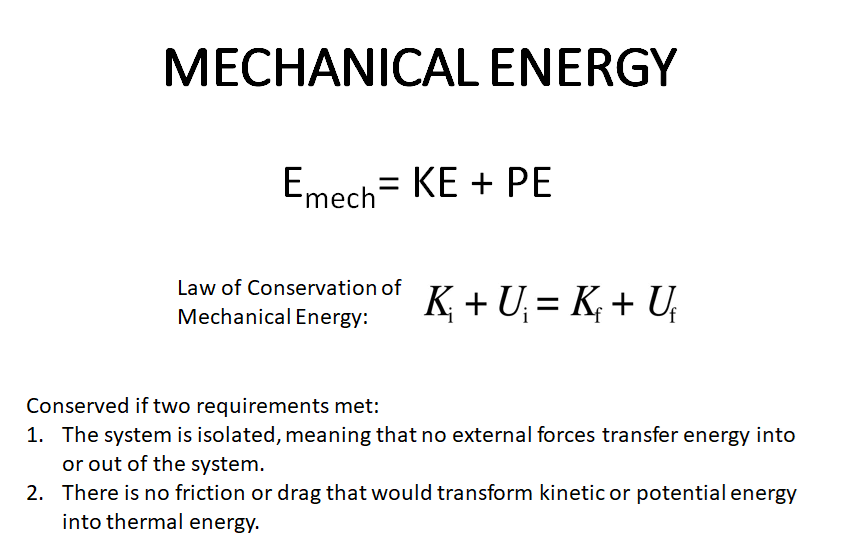 MECHANICAL ENERGY
E_mech = KE + PE
Law of Conservation of
Mechanical Energy:
K_i + U_i = K_f + U_f
Conserved if two requirements met:
1. The system is isolated, meaning that no external forces transfer energy into
or out of the system.
2. There is no friction or drag that would transform kinetic or potential energy
into thermal energy.